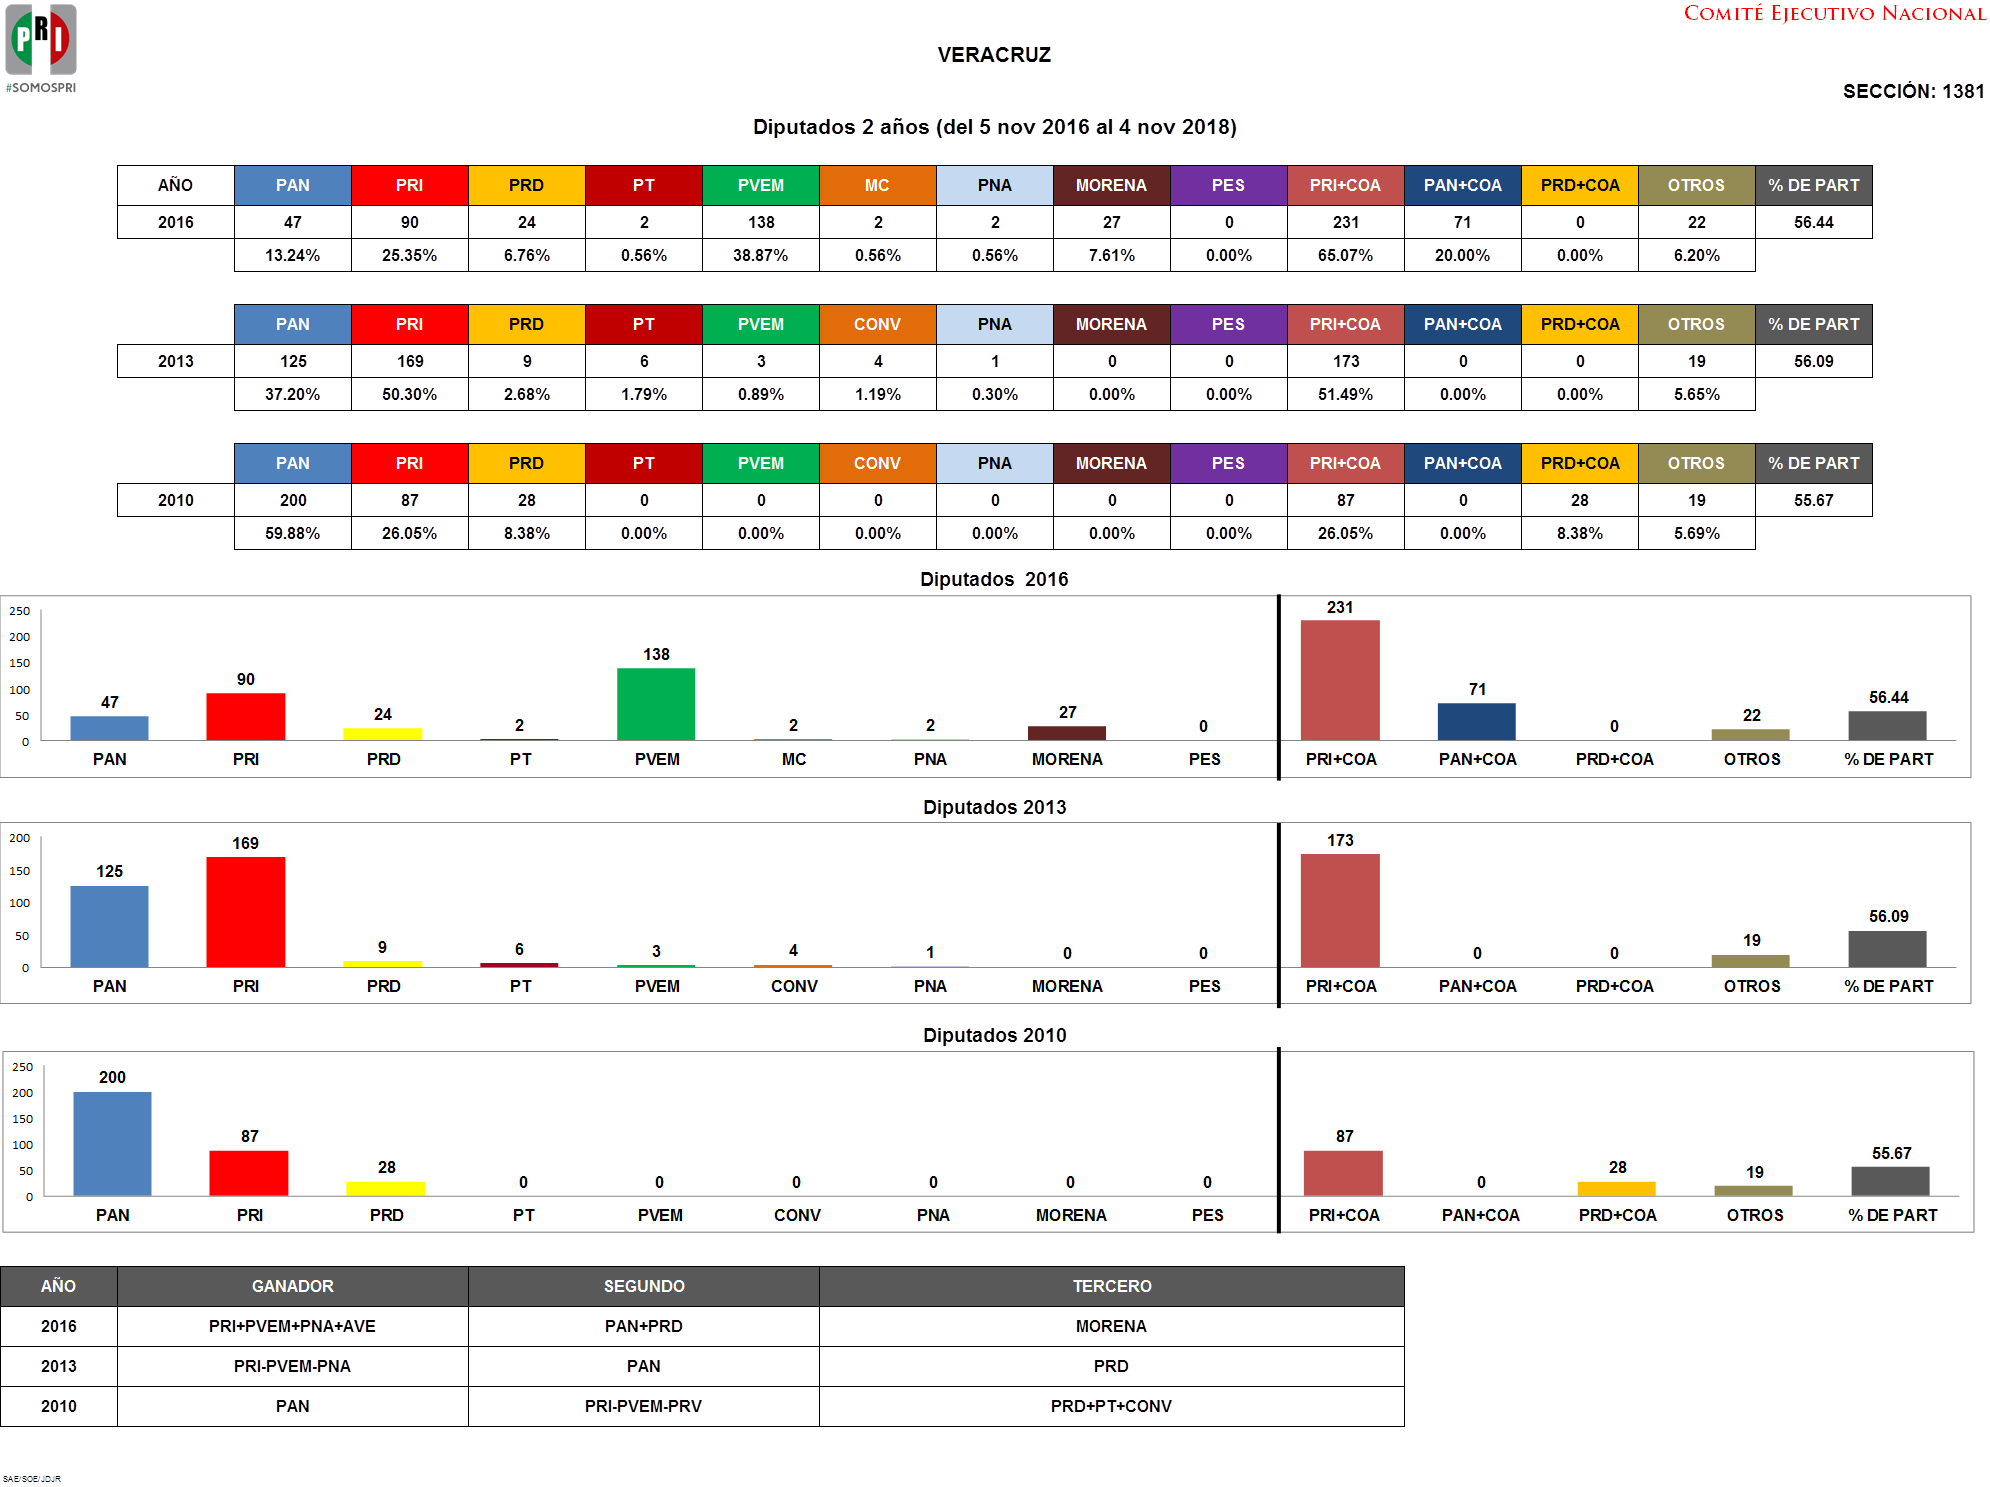 PRI
#SOMOSPRI
COMITÉ EJECUTIVO NACIONAL
VERACRUZ
SECCIÓN: 1381
Diputados 2 años (del 5 nov 2016 al 4 nov 2018)
AÑO PAN PRI PRD PT PVEM MC PNA MORENA PES PRI+COA PAN+COA PRD+COA OTROS % DE PART
2016 47 90 24 2 138 2 2 27 0 231 71 0 22 56.44
13.24% 25.35% 6.76% 0.56% 38.87% 0.56% 0.56% 7.61% 0.00% 65.07% 20.00% 0.00% 6.20%
PAN PRI PRD PT PVEM CONV PNA MORENA PES PRI+COA PAN+COA PRD+COA OTROS % DE PART
2013 125 169 9 6 3 4 1 0 0 173 0 0 19 56.09
37.20% 50.30% 2.68% 1.79% 0.89% 1.19% 0.30% 0.00% 0.00% 51.49% 0.00% 0.00% 5.65%
PAN PRI PRD PT PVEM CONV PNA MORENA PES PRI+COA PAN+COA PRD+COA OTROS % DE PART
2010 200 87 28 0 0 0 0 0 0 87 0 28 19 55.67
59.88% 26.05% 8.38% 0.00% 0.00% 0.00% 0.00% 0.00% 0.00% 26.05% 0.00% 8.38% 5.69%
Diputados 2016
250
200
150
100
50
0
47 90 24 2 138 2 2 27 0 231 71 0 22 56.44
PAN PRI PRD PT PVEM MC PNA MORENA PES PRI+COA PAN+COA PRD+COA OTROS % DE PART
Diputados 2013
200
150
100
50
0
125 169 9 6 3 4 1 0 0 173 0 0 19 56.09
PAN PRI PRD PT PVEM CONV PNA MORENA PES PRI+COA PAN+COA PRD+COA OTROS % DE PART
Diputados 2010
250
200
150
100
50
0
200 87 28 0 0 0 0 0 0 87 0 28 19 55.67
PAN PRI PRD PT PVEM CONV PNA MORENA PES PRI+COA PAN+COA PRD+COA OTROS % DE PART
AÑO GANADOR SEGUNDO TERCERO
2016 PRI+PVEM+PNA+AVE PAN+PRD MORENA
2013 PRI-PVEM-PNA PAN PRD
2010 PAN PRI-PVEM-PRV PRD+PT+CONV
SAE/SOE/JDJR